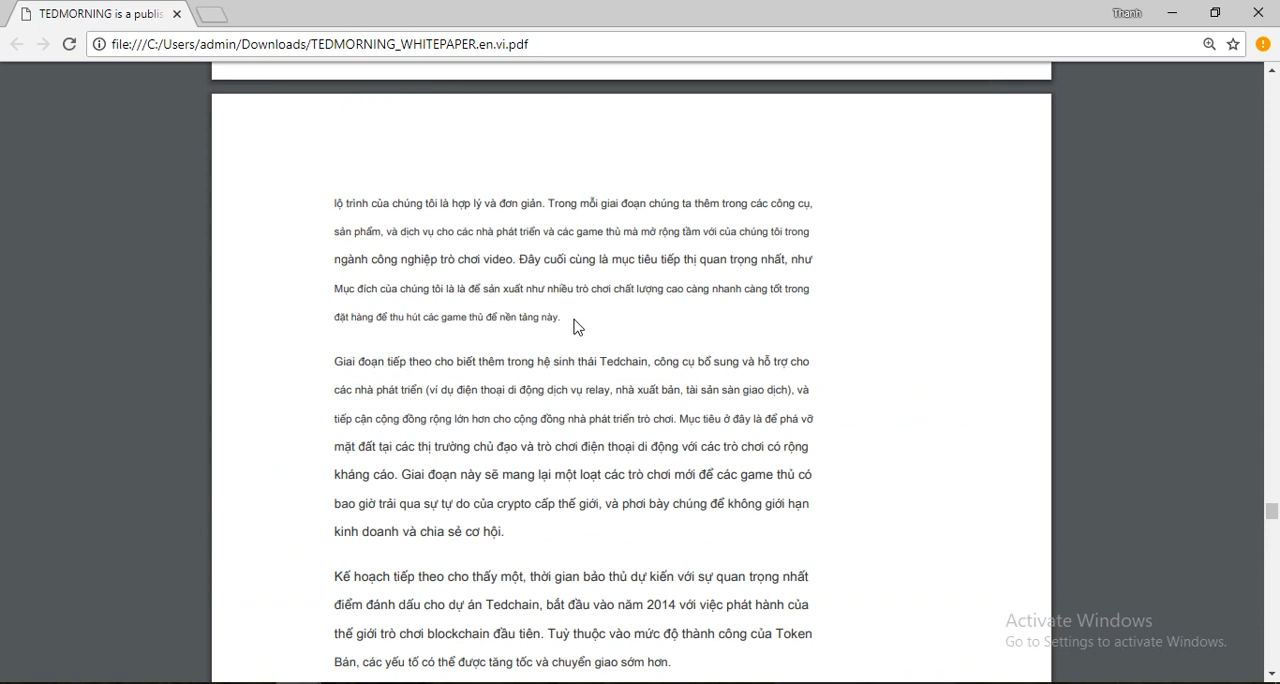 TEDMORNING is a publis
Thanh
file:///C:/Users/admin/Downloads/TEDMORNING_WHITEPAPER.en.vi.pdf
lộ trình của chúng tôi là hợp lý và đơn giản. Trong mỗi giai đoạn chúng ta thêm trong các công cụ,
sản phẩm, và dịch vụ cho các nhà phát triển và các game thủ mà mở rộng tầm với của chúng tôi trong
ngành công nghiệp trò chơi video. Đây cuối cùng là mục tiêu tiếp thị quan trọng nhất, như
Mục đích của chúng tôi là là để sản xuất như nhiều trò chơi chất lượng cao càng nhanh càng tốt trong
đặt hàng để thu hút các game thủ để nền tảng này.
Giai đoạn tiếp theo cho biết thêm trong hệ sinh thái Tedchain, công cụ bổ sung và hỗ trợ cho
các nhà phát triển (ví dụ điện thoại di động dịch vụ relay, nhà xuất bản, tài sản sàn giao dịch), và
tiếp cận cộng đồng rộng lớn hơn cho cộng đồng nhà phát triển trò chơi. Mục tiêu ở đây là để phá vỡ
mặt đất tại các thị trường chủ đạo và trò chơi điện thoại di động với các trò chơi có rộng
kháng cáo. Giai đoạn này sẽ mang lại một loạt các trò chơi mới để các game thủ có
bao giờ trải qua sự tự do của crypto cấp thế giới, và phơi bày chúng để không giới hạn
kinh doanh và chia sẻ cơ hội.
Kế hoạch tiếp theo cho thấy một, thời gian bảo thủ dự kiến với sự quan trọng nhất
điểm đánh dấu cho dự án Tedchain, bắt đầu vào năm 2014 với việc phát hành của
thế giới trò chơi blockchain đầu tiên. Tuỳ thuộc vào mức độ thành công của Token
Bán, các yếu tố có thể được tăng tốc và chuyển giao sớm hơn.
Activate Windows
Go to Settings to activate Windows.